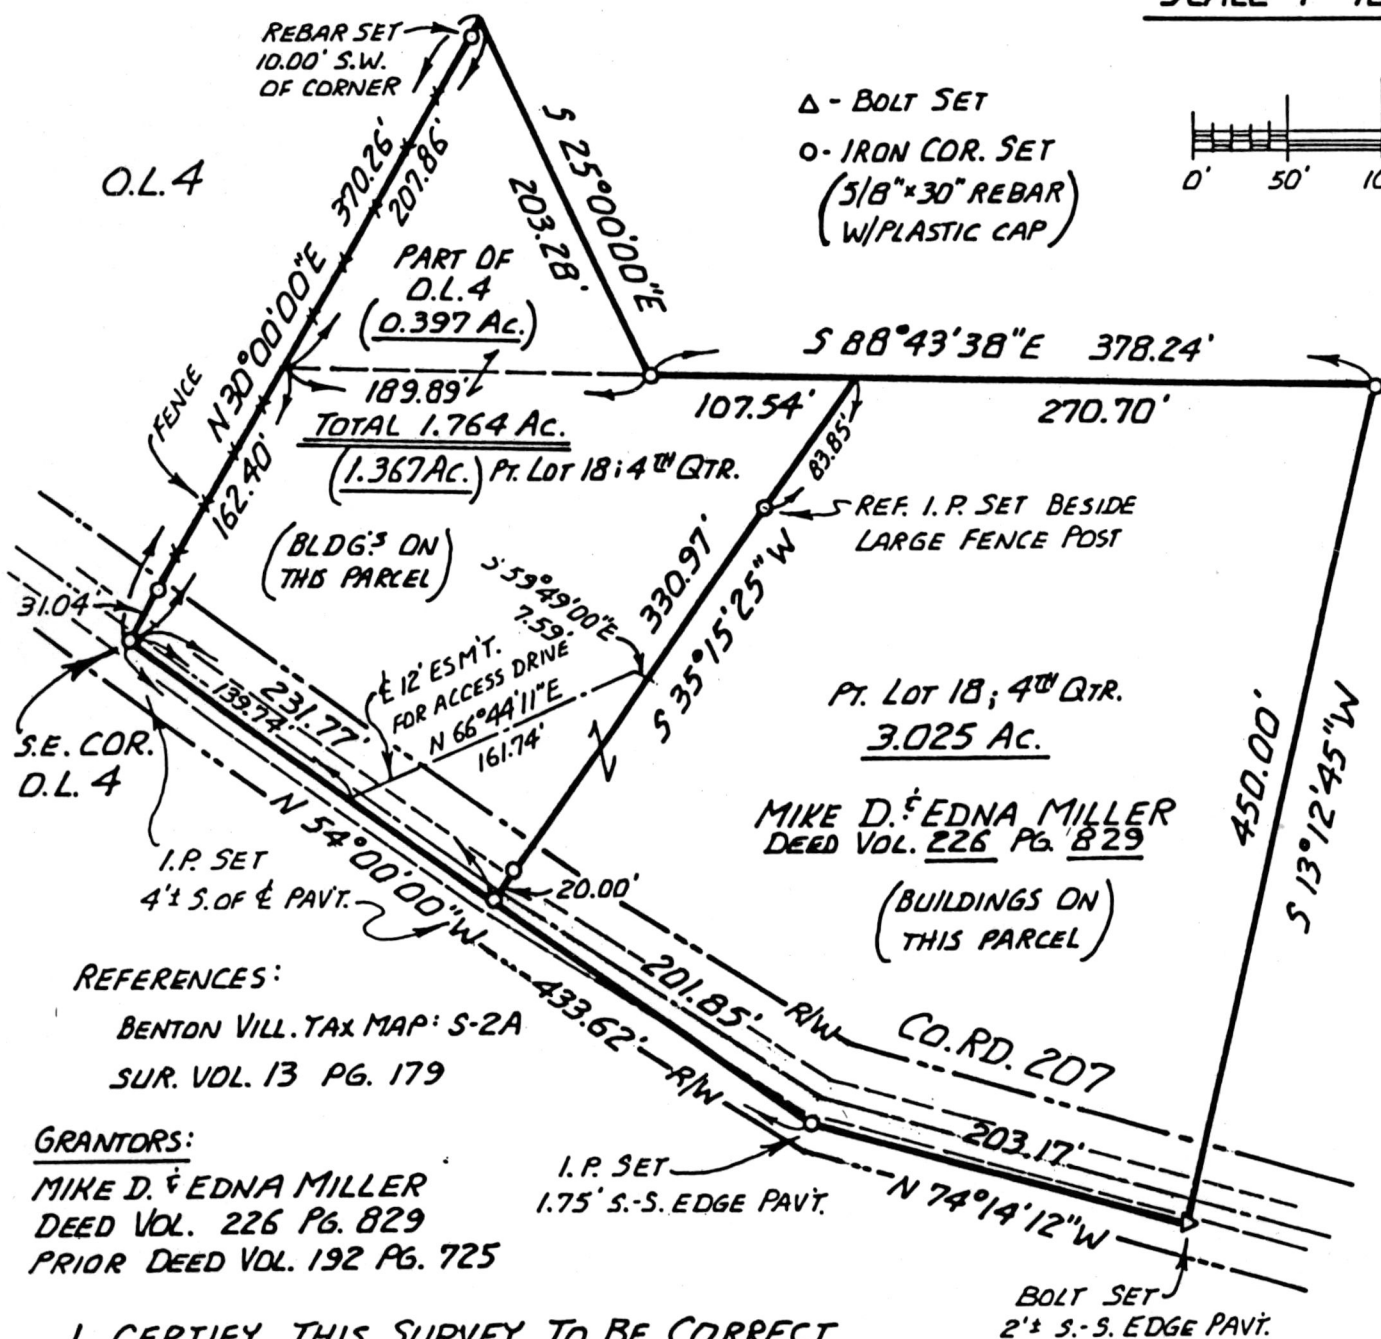 REBAR SET
10.00' S.W.
OF CORNER
O.L.4
△ - BOLT SET
O - IRON COR. SET
(5/8"x30" REBAR
W/PLASTIC CAP)
0' 50'
370.26'
207.86'
S 25°00'00"E
203.28'
PART OF
O.L.4
(0.397 AC.)
N 30°00'00"E
FENCE
162.40'
189.89'
TOTAL 1.764 AC.
(1.367 AC.) PT. LOT 18; 4TH QTR.
S 88°43'38"E 378.24'
107.54'
270.70'
83.85'
REF. I.P. SET BESIDE
LARGE FENCE POST
(BLDG'S ON
THIS PARCEL)
S 59°49'00"E
7.59'
330.97'
S 35°15'25"W
31.04
℄ 12' ESM'T.
FOR ACCESS DRIVE
N 66°44'11"E
161.74'
139.74'
231.77'
S.E. COR.
O.L.4
PT. LOT 18; 4TH QTR.
3.025 AC.
MIKE D. & EDNA MILLER
DEED VOL. 226 PG. 829
(BUILDINGS ON
THIS PARCEL)
450.00'
S 13°12'45"W
I.P. SET
4'± S. OF ℄ PAV'T.
N 54°00'00"W
433.62'
20.00'
201.85'
R/W
R/W
CO. RD. 207
203.17'
N 74°14'12"W
REFERENCES:
BENTON VILL. TAX MAP: S-2A
SUR. VOL. 13 PG. 179
GRANTORS:
MIKE D. & EDNA MILLER
DEED VOL. 226 PG. 829
PRIOR DEED VOL. 192 PG. 725
I.P. SET
1.75' S.-S. EDGE PAV'T.
BOLT SET
2'± S.-S. EDGE PAV'T.
I CERTIFY THIS SURVEY TO BE CORRECT